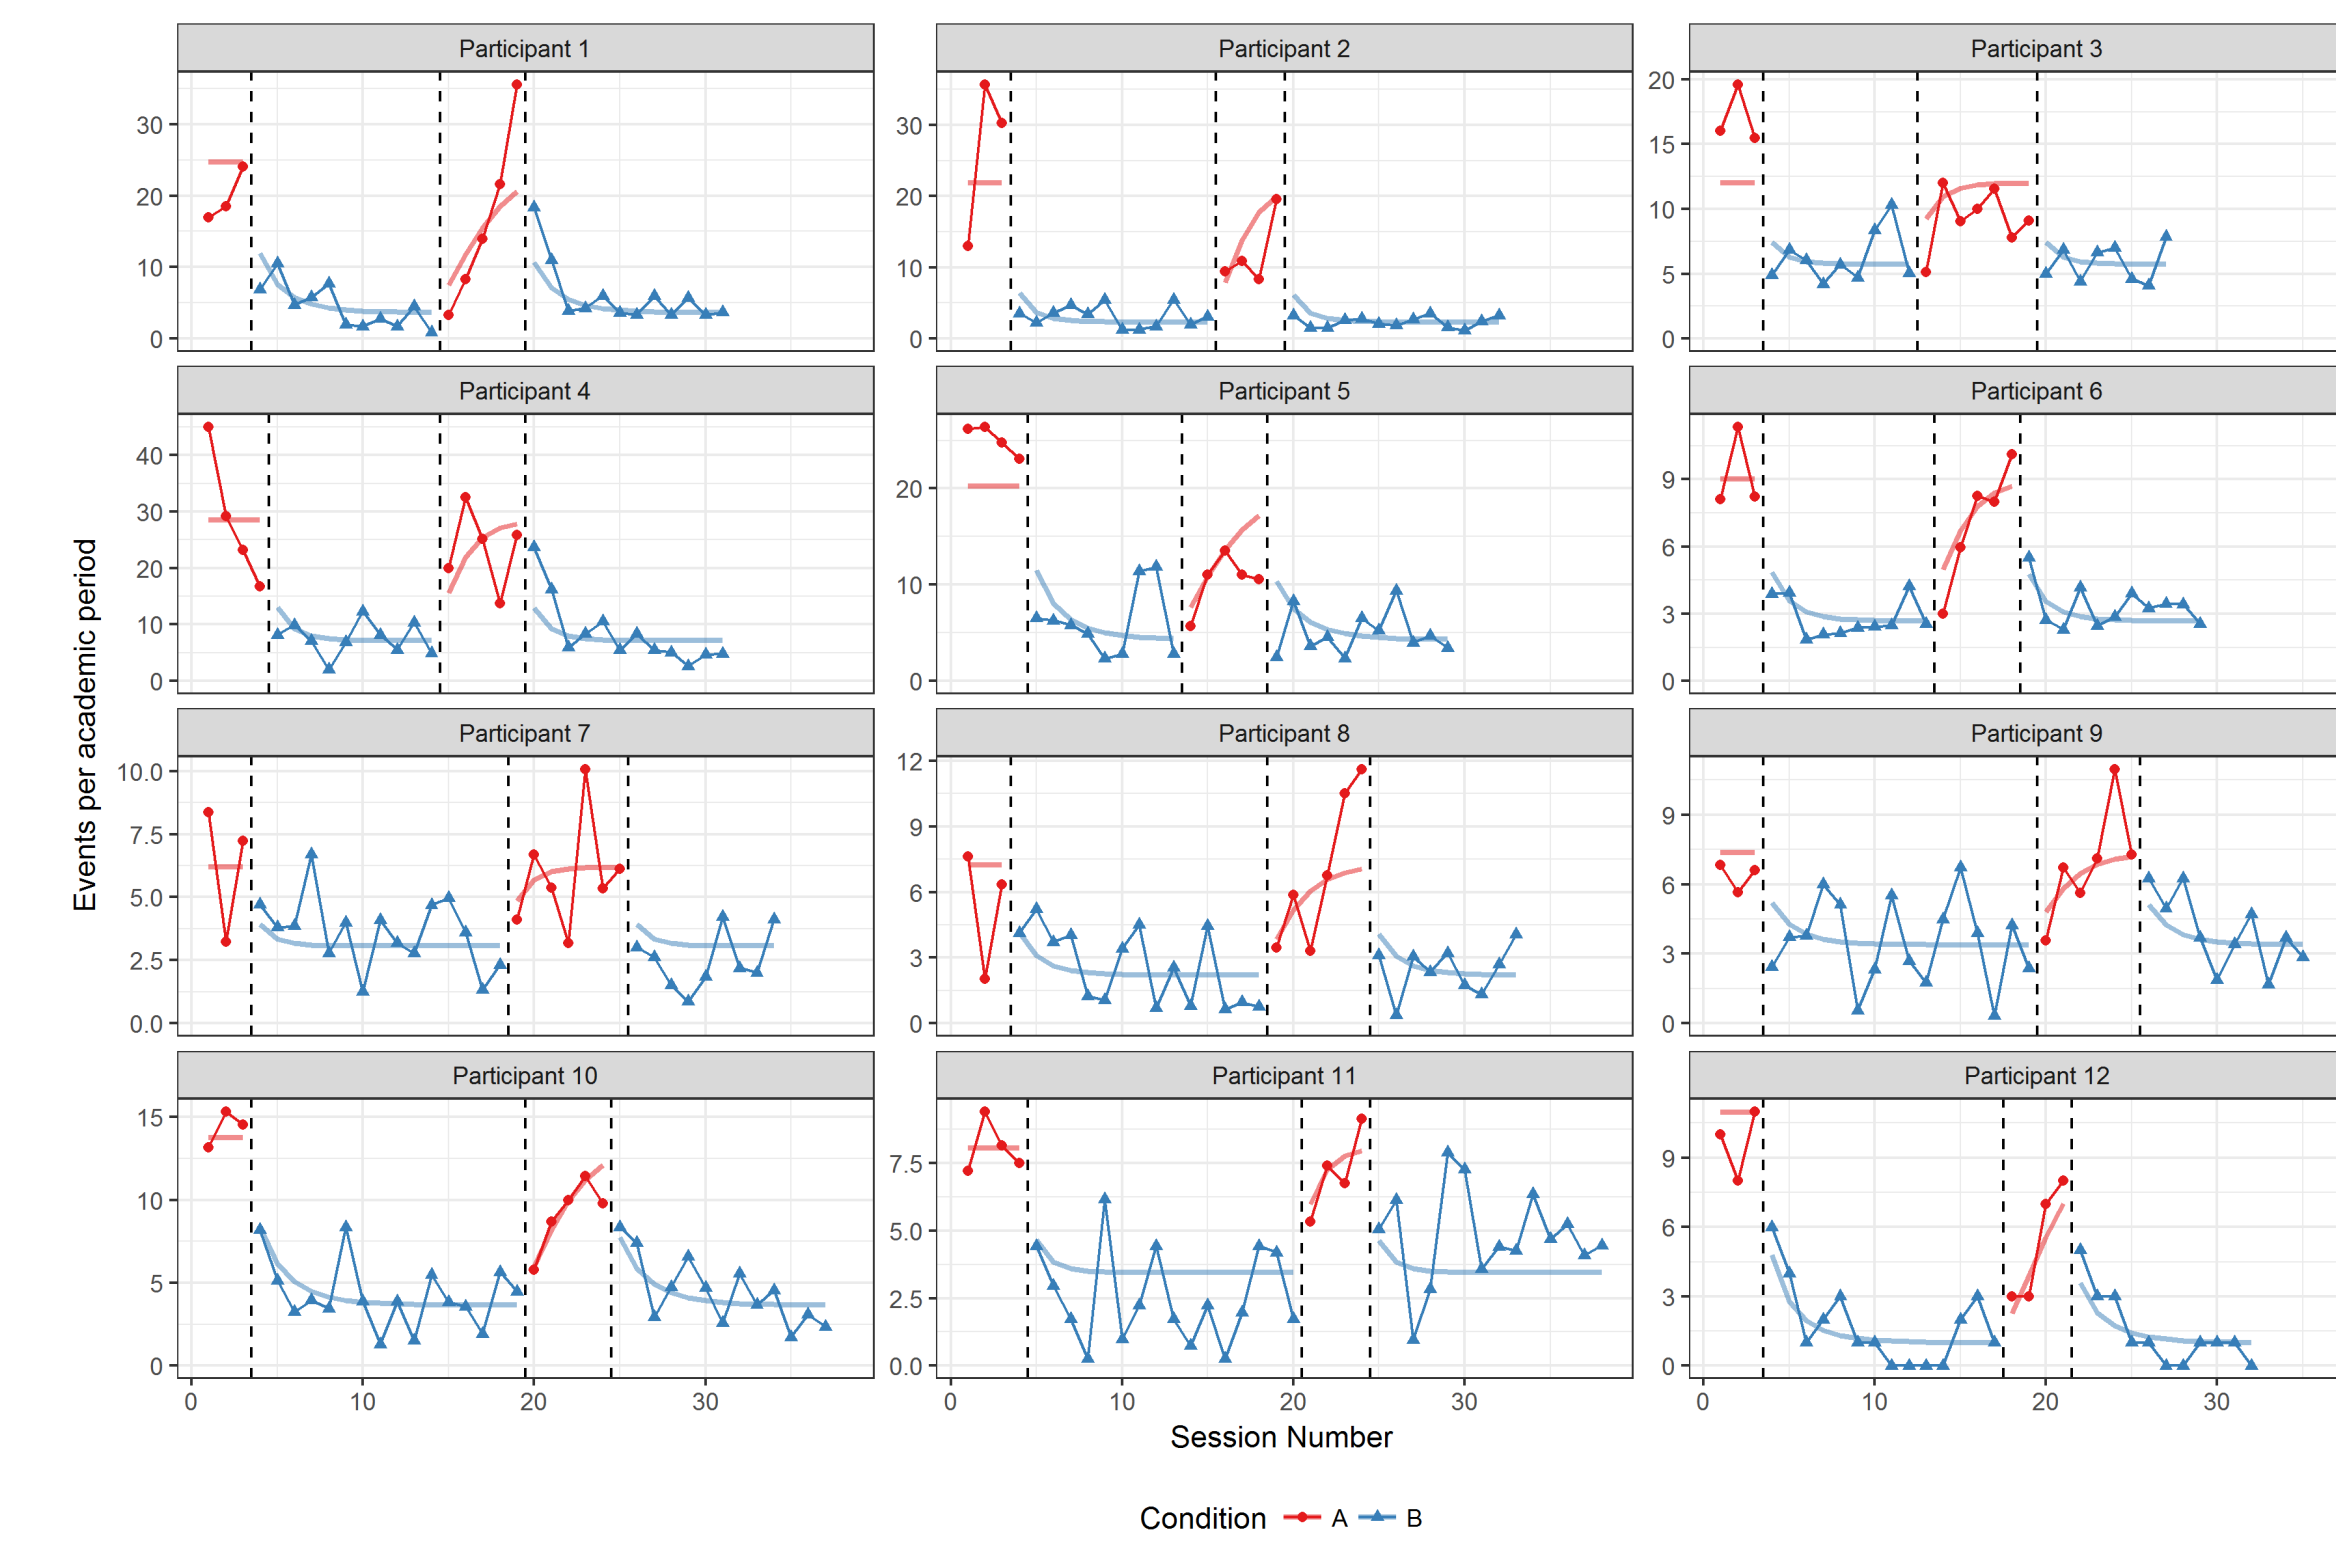 Participant 1 Participant 2 Participant 3
30 30 20
20 20 15
10 10 10
0 0 5
0
Participant 4 Participant 5 Participant 6
40 20 9
30 10 6
20 0 3
10 0
0
Events per academic period
Participant 7 Participant 8 Participant 9
10.0 12 9
7.5 9 6
5.0 6 3
2.5 3 0
0.0 0
Participant 10 Participant 11 Participant 12
15 7.5 9
10 5.0 6
5 2.5 3
0 0.0 0
0 10 20 30 0 10 20 30 0 10 20 30
Session Number
Condition A B